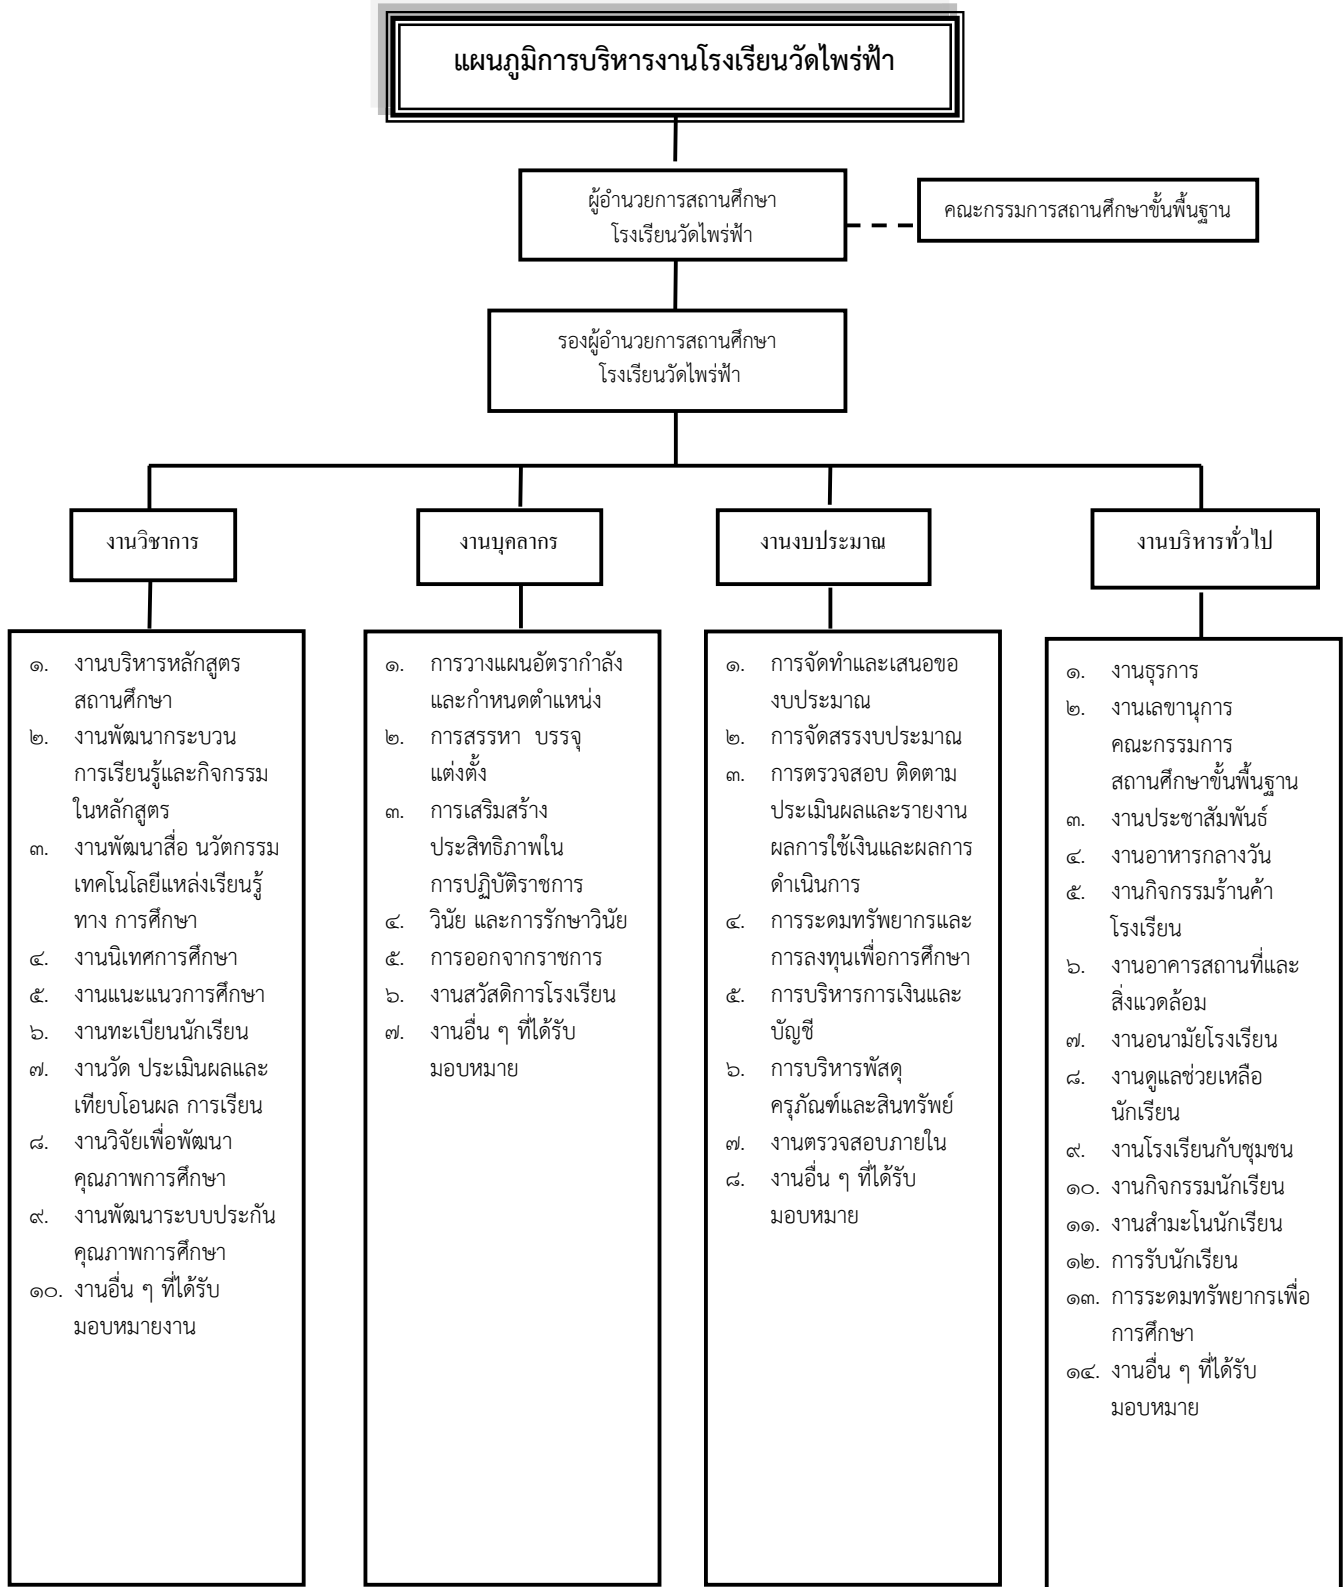 แผนภูมิการบริหารงานโรงเรียนวัดไพร่ฟ้า
ผู้อำนวยการสถานศึกษา
โรงเรียนวัดไพร่ฟ้า
คณะกรรมการสถานศึกษาขั้นพื้นฐาน
รองผู้อำนวยการสถานศึกษา
โรงเรียนวัดไพร่ฟ้า
งานวิชาการ
๑. งานบริหารหลักสูตร
สถานศึกษา
๒. งานพัฒนากระบวน
การเรียนรู้และกิจกรรม
ในหลักสูตร
๓. งานพัฒนาสื่อ นวัตกรรม
เทคโนโลยีแหล่งเรียนรู้
ทาง การศึกษา
๔. งานนิเทศการศึกษา
๕. งานแนะแนวการศึกษา
๖. งานทะเบียนนักเรียน
๗. งานวัด ประเมินผลและ
เทียบโอนผล การเรียน
๘. งานวิจัยเพื่อพัฒนา
คุณภาพการศึกษา
๙. งานพัฒนาระบบประกัน
คุณภาพการศึกษา
๑๐. งานอื่น ๆ ที่ได้รับ
มอบหมายงาน
งานบุคลากร
๑. การวางแผนอัตรากำลัง
และกำหนดตำแหน่ง
๒. การสรรหา บรรจุ
แต่งตั้ง
๓. การเสริมสร้าง
ประสิทธิภาพใน
การปฏิบัติราชการ
๔. วินัย และการรักษาวินัย
๕. การออกจากราชการ
๖. งานสวัสดิการโรงเรียน
๗. งานอื่น ๆ ที่ได้รับ
มอบหมาย
งานงบประมาณ
๑. การจัดทำและเสนอขอ
งบประมาณ
๒. การจัดสรรงบประมาณ
๓. การตรวจสอบ ติดตาม
ประเมินผลและรายงาน
ผลการใช้เงินและผลการ
ดำเนินการ
๔. การระดมทรัพยากรและ
การลงทุนเพื่อการศึกษา
๕. การบริหารการเงินและ
บัญชี
๖. การบริหารพัสดุ
ครุภัณฑ์และสินทรัพย์
๗. งานตรวจสอบภายใน
๘. งานอื่น ๆ ที่ได้รับ
มอบหมาย
งานบริหารทั่วไป
๑. งานธุรการ
๒. งานเลขานุการ
คณะกรรมการ
สถานศึกษาขั้นพื้นฐาน
๓. งานประชาสัมพันธ์
๔. งานอาหารกลางวัน
๕. งานกิจกรรมร้านค้า
โรงเรียน
๖. งานอาคารสถานที่และ
สิ่งแวดล้อม
๗. งานอนามัยโรงเรียน
๘. งานดูแลช่วยเหลือ
นักเรียน
๙. งานโรงเรียนกับชุมชน
๑๐. งานกิจกรรมนักเรียน
๑๑. งานสำมะโนนักเรียน
๑๒. การรับนักเรียน
๑๓. การระดมทรัพยากรเพื่อ
การศึกษา
๑๔. งานอื่น ๆ ที่ได้รับ
มอบหมาย